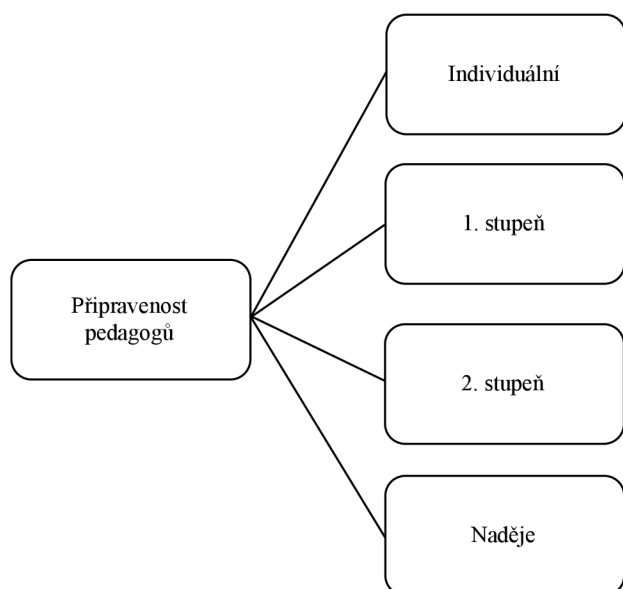 Individuální
1. stupeň
Připravenost
pedagogů
2. stupeň
Naděje